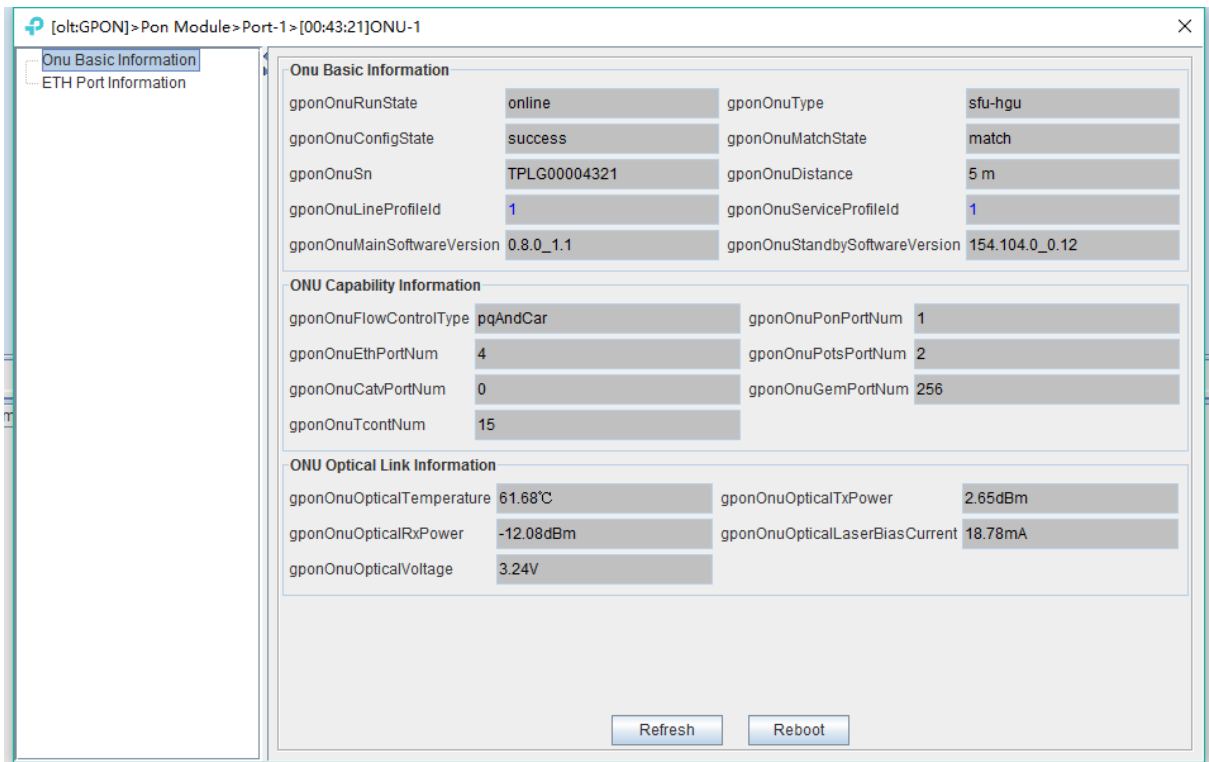 [olt:GPON]>Pon Module>Port-1>[00:43:21]ONU-1
Onu Basic Information
ETH Port Information
Onu Basic Information
gponOnuRunState online gponOnuType sfu-hgu
gponOnuConfigState success gponOnuMatchState match
gponOnuSn TPLG00004321 gponOnuDistance 5 m
gponOnuLineProfileId 1 gponOnuServiceProfileId 1
gponOnuMainSoftwareVersion 0.8.0_1.1 gponOnuStandbySoftwareVersion 154.104.0_0.12
ONU Capability Information
gponOnuFlowControlType pqAndCar gponOnuPonPortNum 1
gponOnuEthPortNum 4 gponOnuPotsPortNum 2
gponOnuCatvPortNum 0 gponOnuGemPortNum 256
gponOnuTcontNum 15
ONU Optical Link Information
gponOnuOpticalTemperature 61.68℃ gponOnuOpticalTxPower 2.65dBm
gponOnuOpticalRxPower -12.08dBm gponOnuOpticalLaserBiasCurrent 18.78mA
gponOnuOpticalVoltage 3.24V
Refresh Reboot